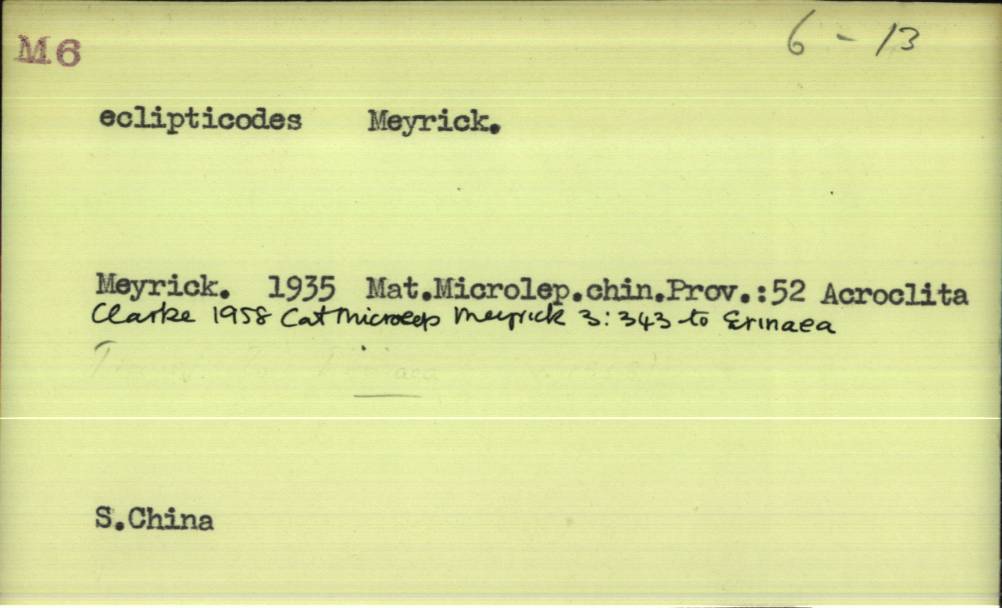 M6
6 - 13
eclipticodes Meyrick.
Meyrick. 1935 Mat.Microlep.chin.Prov.:52 Acroclita
Clarke 1958 Cat Microlep Meyrick 3:343 to Erinaea
S.China